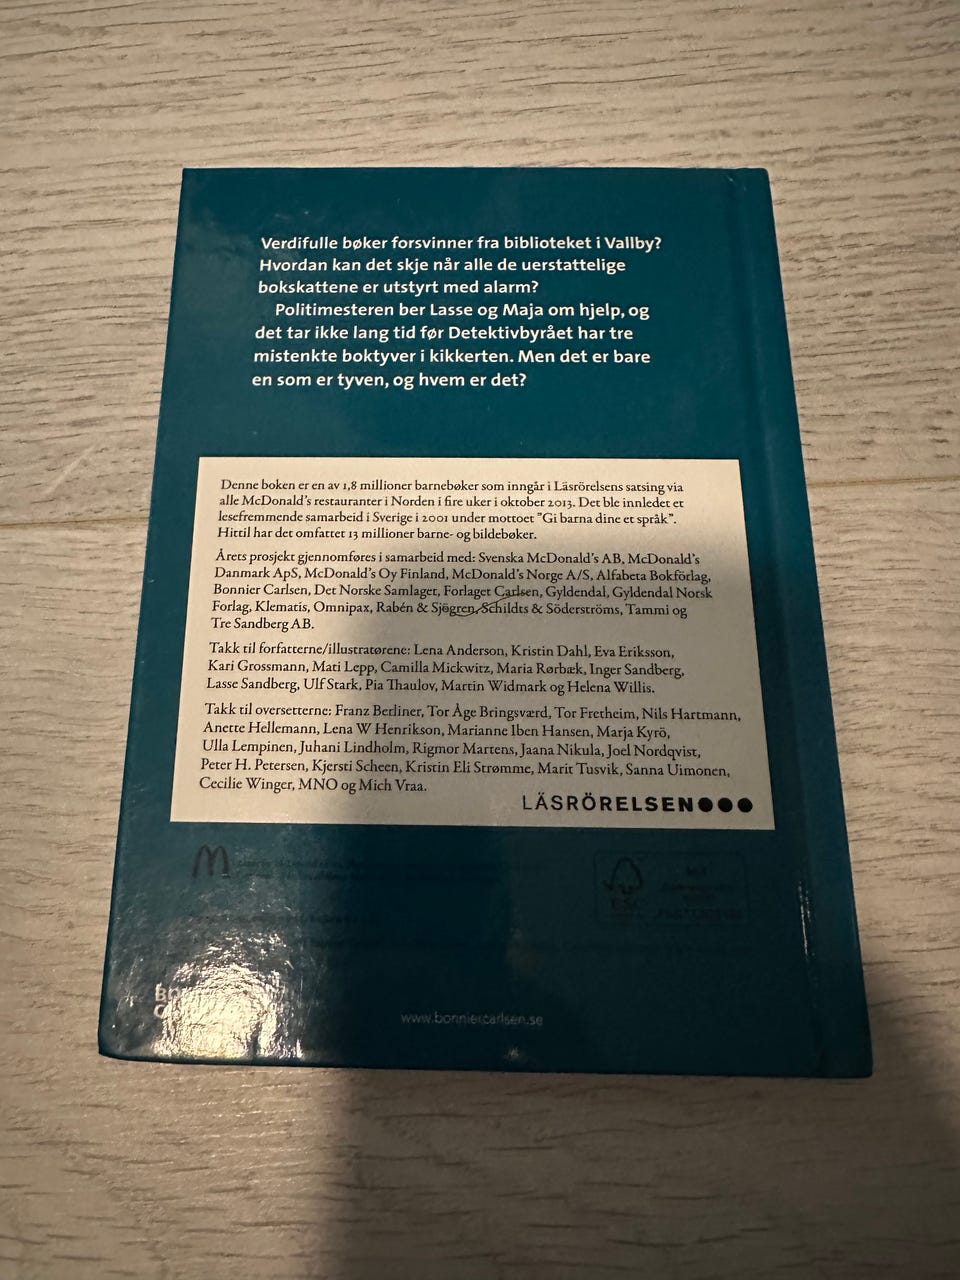 Verdifulle bøker forsvinner fra biblioteket i Vallby?
Hvordan kan det skje når alle de uerstattelige
bokskattene er utstyrt med alarm?
Politimesteren ber Lasse og Maja om hjelp, og
det tar ikke lang tid før Detektivbyrået har tre
mistenkte boktyver i kikkerten. Men det er bare
en som er tyven, og hvem er det?
Denne boken er en av 1,8 millioner barnebøker som inngår i Läsrörelsens satsing via
alle McDonald's restauranter i Norden i fire uker i oktober 2013. Det ble innledet et
lesefremmende samarbeid i Sverige i 2001 under mottoet "Gi barna dine et språk".
Hittil har det omfattet 13 millioner barne- og bildebøker.
Årets prosjekt gjennomføres i samarbeid med: Svenska McDonald's AB, McDonald's
Danmark ApS, McDonald's Oy Finland, McDonald's Norge A/S, Alfabeta Bokförlag,
Bonnier Carlsen, Det Norske Samlaget, Forlaget Carlsen, Gyldendal, Gyldendal Norsk
Forlag, Klematis, Omnipax, Rabén & Sjögren, Schildts & Söderströms, Tammi og
Tre Sandberg AB.
Takk til forfatterne/illustratørene: Lena Anderson, Kristin Dahl, Eva Eriksson,
Kari Grossmann, Mati Lepp, Camilla Mickwitz, Maria Rørbæk, Inger Sandberg,
Lasse Sandberg, Ulf Stark, Pia Thaulov, Martin Widmark og Helena Willis.
Takk til oversetterne: Franz Berliner, Tor Åge Bringsværd, Tor Fretheim, Nils Hartmann,
Anette Hellemann, Lena W Henrikson, Marianne Iben Hansen, Marja Kyrö,
Ulla Lempinen, Juhani Lindholm, Rigmor Martens, Jaana Nikula, Joel Nordqvist,
Peter H. Petersen, Kjersti Scheen, Kristin Eli Strømme, Marit Tusvik, Sanna Uimonen,
Cecilie Winger, MNO og Mich Vraa.
LÄSRÖRELSEN
FSC
www.bonniercarlsen.se